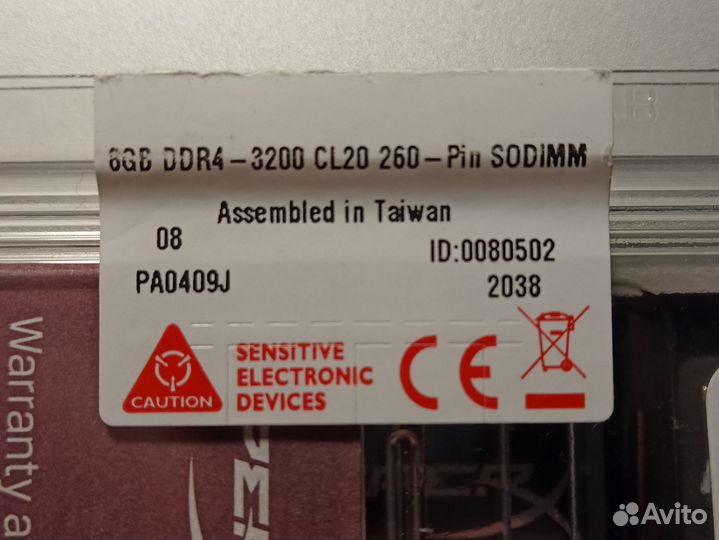 6GB DDR4-3200 CL20 260-Pin SODIMM
Assembled in Taiwan
08
ID:0080502
PA0409J
2038
CAUTION
SENSITIVE
ELECTRONIC
DEVICES
CE
Warranty a
Avito